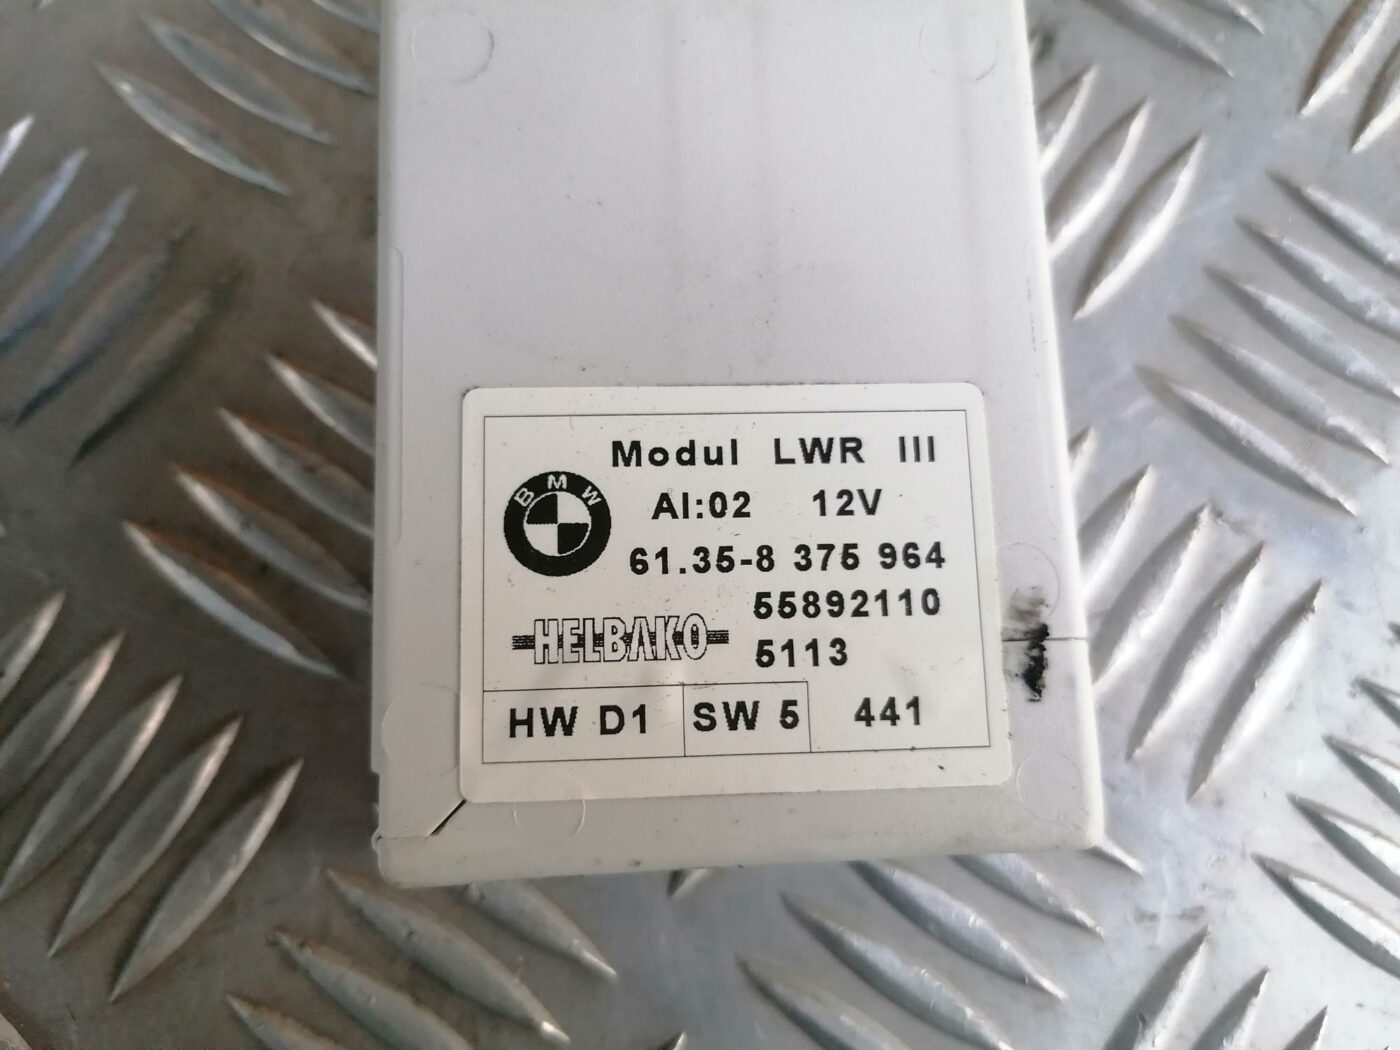 Modul LWR III
BMW
AI:02 12V
61.35-8 375 964
55892110
HELBAKO
5113
HW D1 SW 5 441